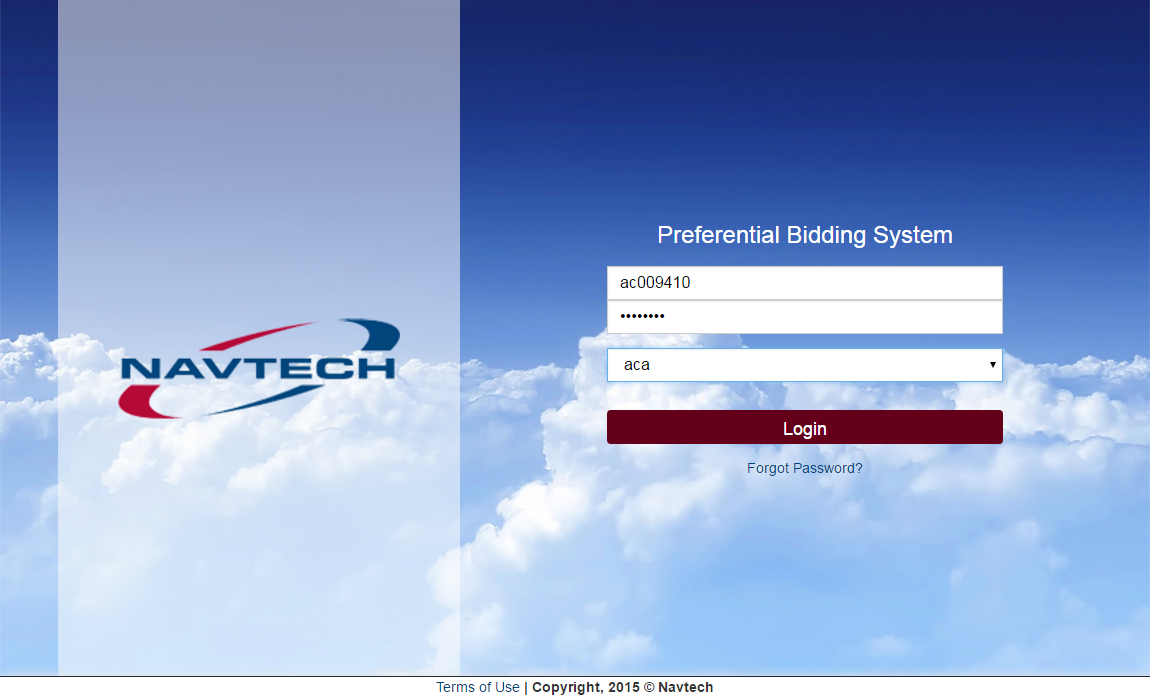 NAVTECH
Preferential Bidding System
ac009410
••••••••
aca
Login
Forgot Password?
Terms of Use | Copyright, 2015 © Navtech